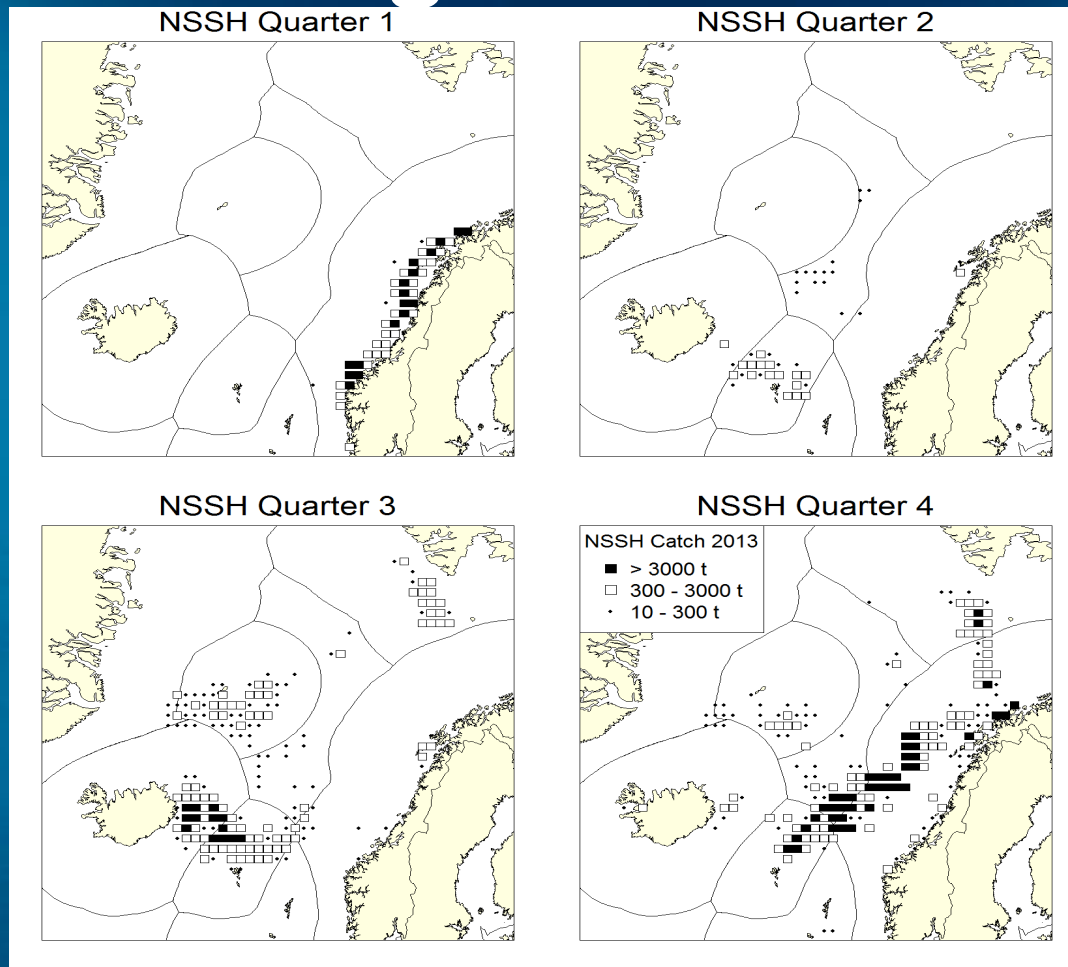 NSSH Quarter 1
NSSH Quarter 2
NSSH Quarter 3
NSSH Quarter 4
NSSH Catch 2013
> 3000 t
300 - 3000 t
10 - 300 t